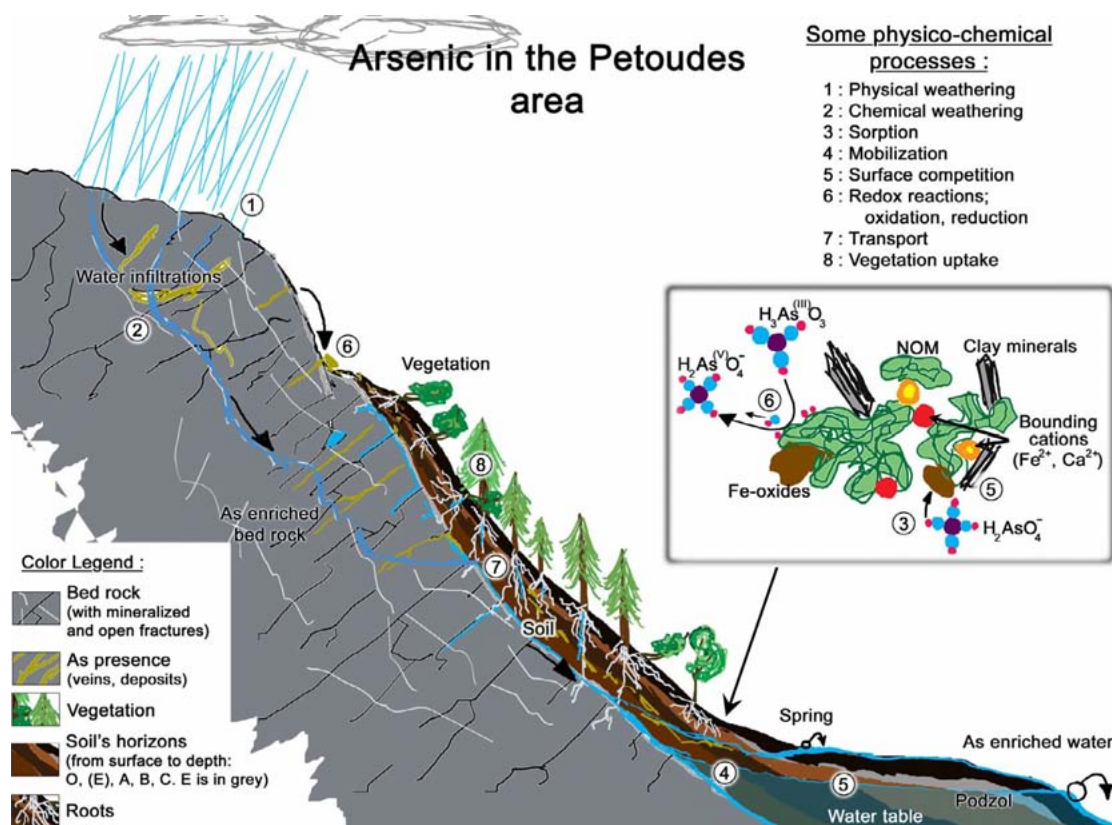 Arsenic in the Petoudes
area
Some physico-chemical
processes :
1 : Physical weathering
2 : Chemical weathering
3 : Sorption
4 : Mobilization
5 : Surface competition
6 : Redox reactions;
oxidation, reduction
7 : Transport
8 : Vegetation uptake
1
Water infiltrations
2
6
Vegetation
8
As enriched
bed rock
7
Soil
H3As(III)O3
H2As(V)O4-
6
NOM
Clay minerals
Bounding
cations
(Fe2+, Ca2+)
Fe-oxides
5
3
H2AsO4-
Spring
As enriched water
4
5
Podzol
Water table
Color Legend :
Bed rock
(with mineralized
and open fractures)
As presence
(veins, deposits)
Vegetation
Soil's horizons
(from surface to depth:
O, (E), A, B, C. E is in grey)
Roots